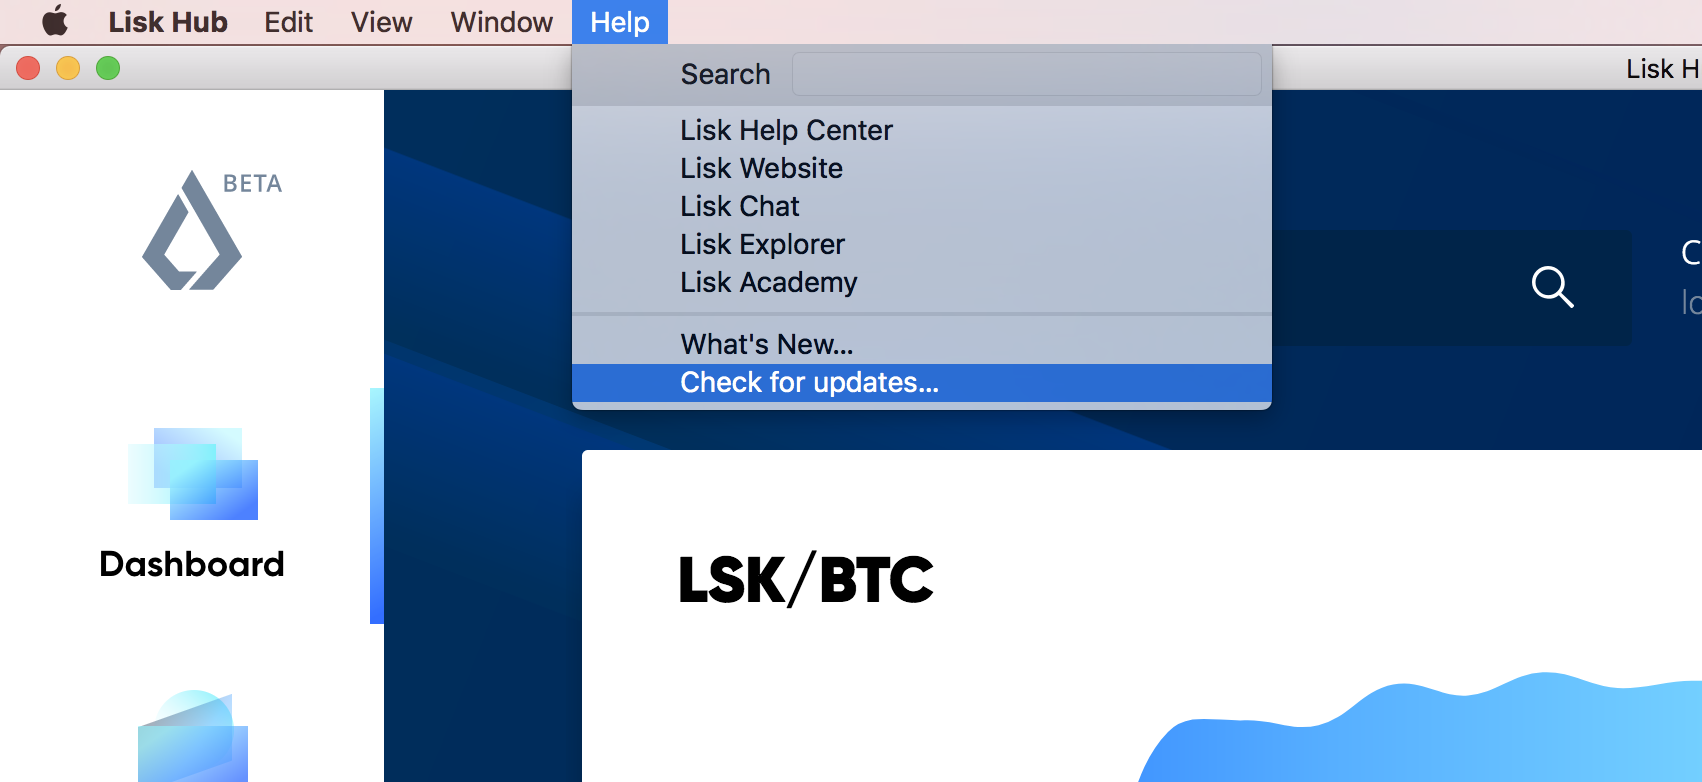 Lisk Hub Edit View Window Help
Lisk H
Search
Lisk Help Center
Lisk Website
Lisk Chat
Lisk Explorer
Lisk Academy
What's New...
Check for updates...
BETA
Dashboard
LSK/BTC